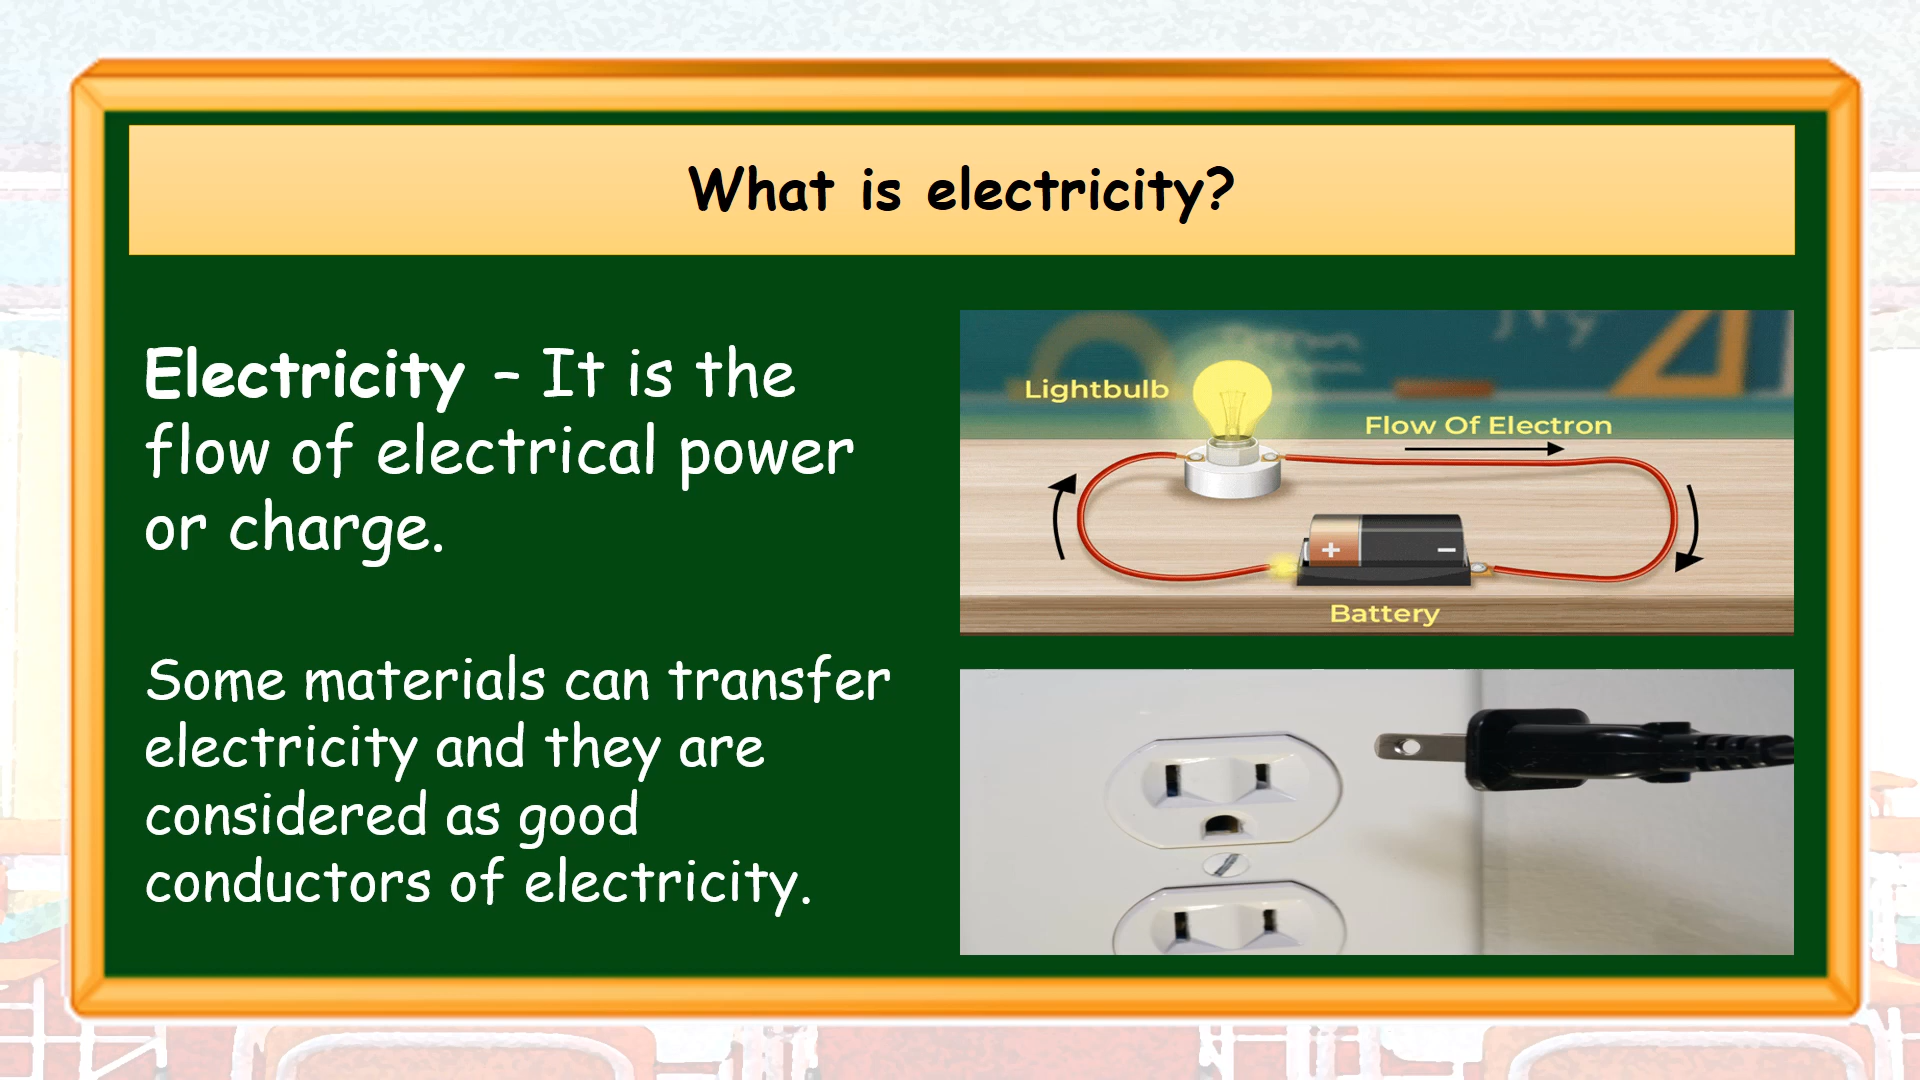 What is electricity?
Electricity – It is the
flow of electrical power
or charge.
Some materials can transfer
electricity and they are
considered as good
conductors of electricity.
Lightbulb
Flow Of Electron
+ −
Battery